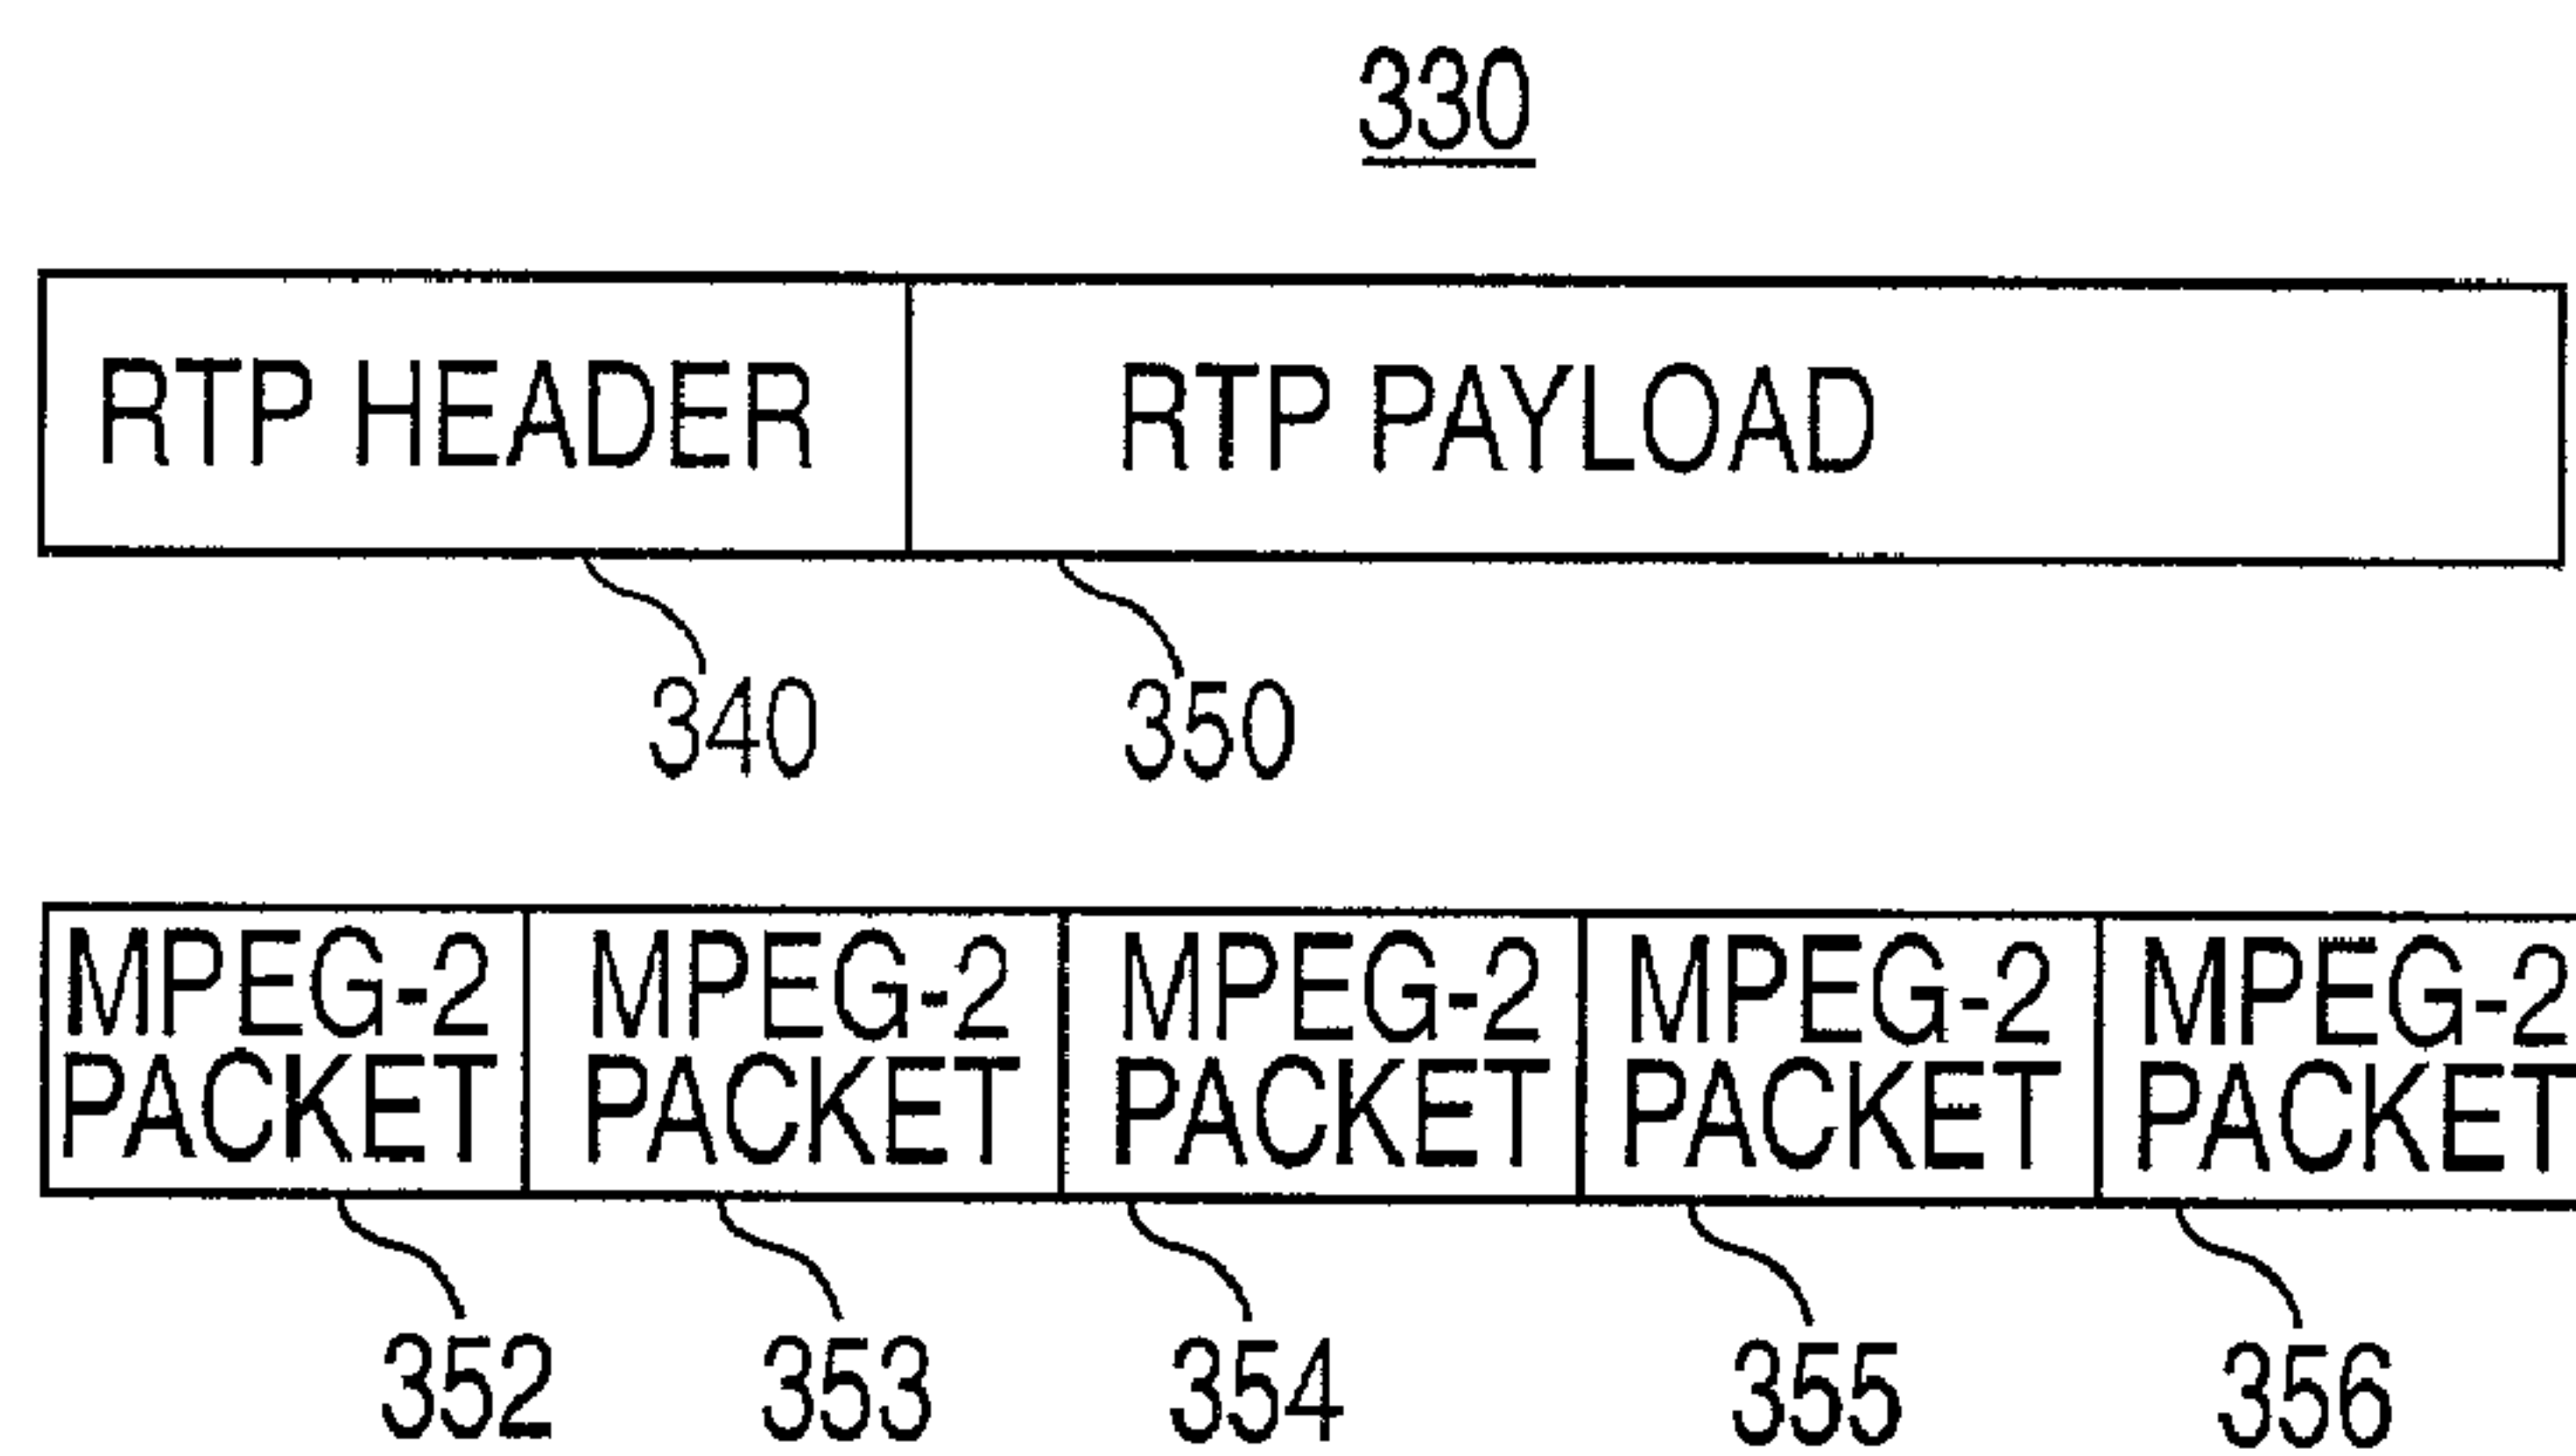 330
RTP HEADER RTP PAYLOAD
340 350
MPEG-2 PACKET MPEG-2 PACKET MPEG-2 PACKET MPEG-2 PACKET MPEG-2 PACKET
352 353 354 355 356